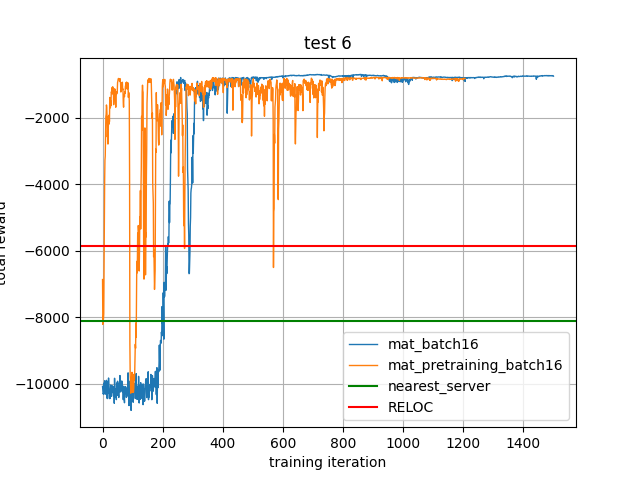 test 6
total reward
−2000
−4000
−6000
−8000
−10000
mat_batch16
mat_pretraining_batch16
nearest_server
RELOC
0 200 400 600 800 1000 1200 1400
training iteration